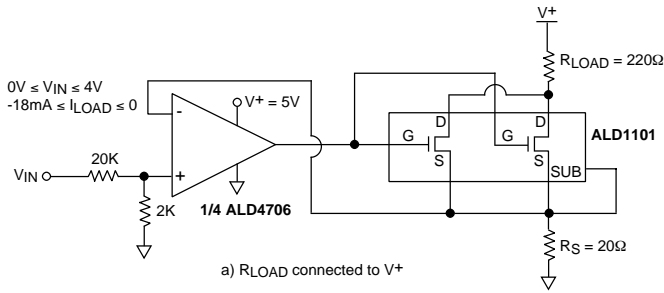 V+
RLOAD = 220Ω
0V ≤ VIN ≤ 4V
-18mA ≤ ILOAD ≤ 0
V+ = 5V
-
D
D
ALD1101
G
G
S
S
20K
VIN
+
SUB
2K
1/4 ALD4706
RS = 20Ω
a) RLOAD connected to V+